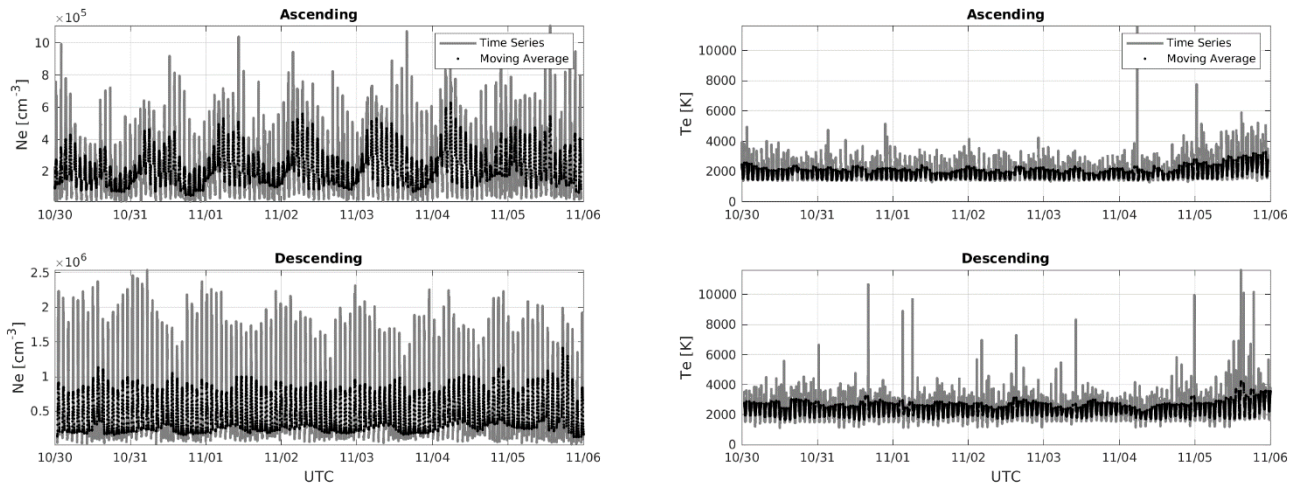 Ascending
×10⁵
10
8
6
4
2
Ne [cm⁻³]
Time Series
Moving Average
10/30 10/31 11/01 11/02 11/03 11/04 11/05 11/06
Ascending
10000
8000
6000
4000
2000
0
Te [K]
Time Series
Moving Average
10/30 10/31 11/01 11/02 11/03 11/04 11/05 11/06
Descending
×10⁶
2.5
2
1.5
1
0.5
Ne [cm⁻³]
10/30 10/31 11/01 11/02 11/03 11/04 11/05 11/06
UTC
Descending
10000
8000
6000
4000
2000
0
Te [K]
10/30 10/31 11/01 11/02 11/03 11/04 11/05 11/06
UTC